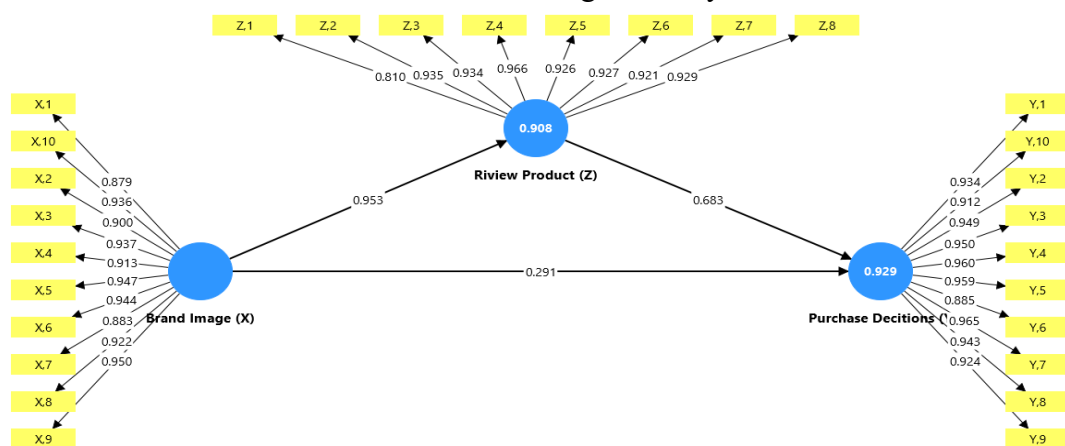 Z,1 Z,2 Z,3 Z,4 Z,5 Z,6 Z,7 Z,8
0.810 0.935 0.934 0.966 0.926 0.927 0.921 0.929
X,1
X,10
X,2
X,3
X,4
X,5
X,6
X,7
X,8
X,9
0.879
0.936
0.900
0.937
0.913
0.947
0.944
0.883
0.922
0.950
Brand Image (X)
0.908
Riview Product (Z)
0.953
0.683
0.291
0.929
Purchase Decitions (
0.934
0.912
0.949
0.950
0.960
0.959
0.885
0.965
0.943
0.924
Y,1
Y,10
Y,2
Y,3
Y,4
Y,5
Y,6
Y,7
Y,8
Y,9